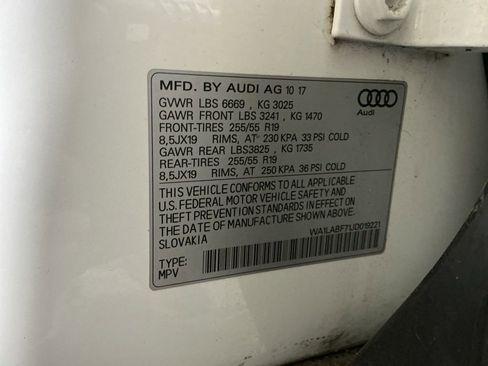 MFD. BY AUDI AG 10 17
GVWR LBS 6669 , KG 3025
GAWR FRONT LBS 3241 , KG 1470
FRONT-TIRES 255/55 R19
8,5JX19 RIMS, AT 230 KPA 33 PSI COLD
GAWR REAR LBS3825 , KG 1735
REAR-TIRES 255/55 R19
8,5JX19 RIMS, AT 250 KPA 36 PSI COLD
Audi
THIS VEHICLE CONFORMS TO ALL APPLICABLE
U.S. FEDERAL MOTOR VEHICLE SAFETY AND
THEFT PREVENTION STANDARDS IN EFFECT ON
THE DATE OF MANUFACTURE SHOWN ABOVE
SLOVAKIA
WA1LABF71JD019221
TYPE:
MPV